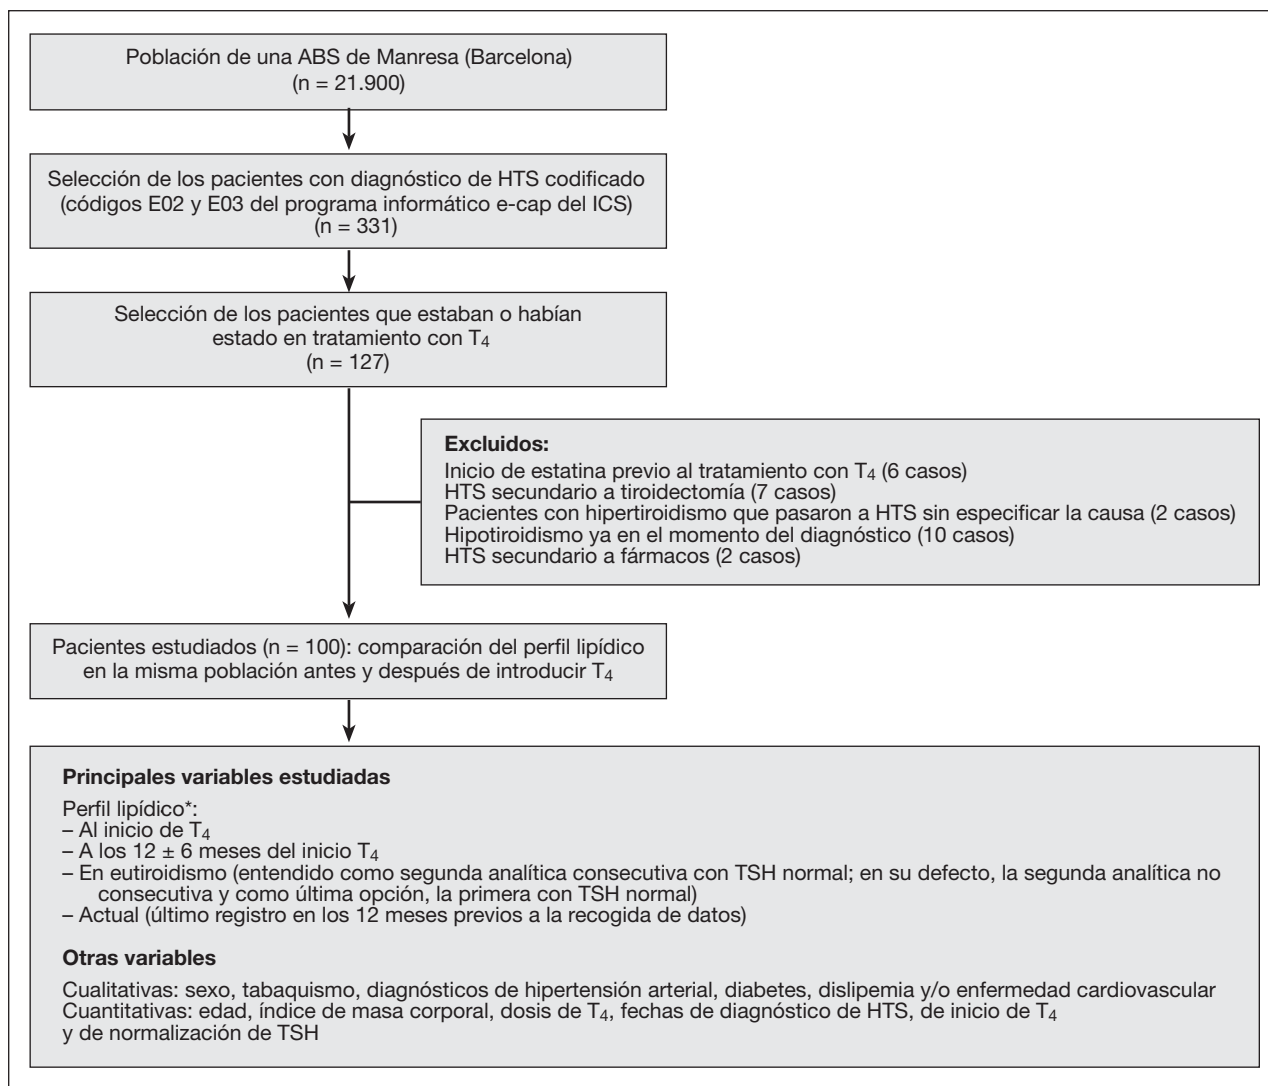 Población de una ABS de Manresa (Barcelona)
(n = 21.900)
Selección de los pacientes con diagnóstico de HTS codificado
(códigos E02 y E03 del programa informático e-cap del ICS)
(n = 331)
Selección de los pacientes que estaban o habían
estado en tratamiento con T4
(n = 127)
Excluidos:
Inicio de estatina previo al tratamiento con T4 (6 casos)
HTS secundario a tiroidectomía (7 casos)
Pacientes con hipertiroidismo que pasaron a HTS sin especificar la causa (2 casos)
Hipotiroidismo ya en el momento del diagnóstico (10 casos)
HTS secundario a fármacos (2 casos)
Pacientes estudiados (n = 100): comparación del perfil lipídico
en la misma población antes y después de introducir T4
Principales variables estudiadas
Perfil lipídico*:
– Al inicio de T4
– A los 12 ± 6 meses del inicio T4
– En eutiroidismo (entendido como segunda analítica consecutiva con TSH normal; en su defecto, la segunda analítica no
consecutiva y como última opción, la primera con TSH normal)
– Actual (último registro en los 12 meses previos a la recogida de datos)
Otras variables
Cualitativas: sexo, tabaquismo, diagnósticos de hipertensión arterial, diabetes, dislipemia y/o enfermedad cardiovascular
Cuantitativas: edad, índice de masa corporal, dosis de T4, fechas de diagnóstico de HTS, de inicio de T4
y de normalización de TSH